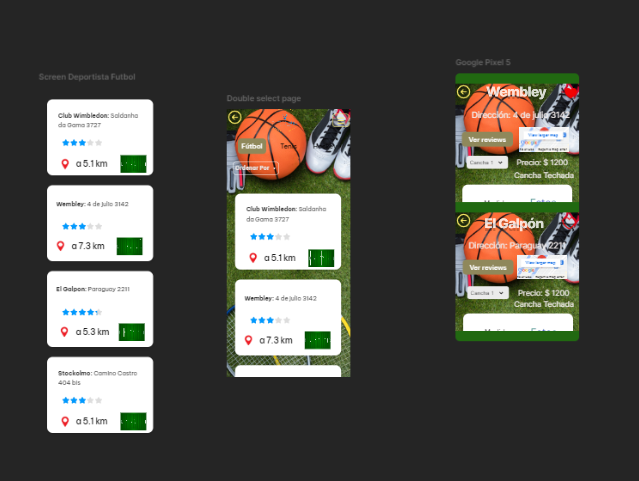 Screen Deportista Futbol
Club Wimbledon: Saldanha
da Gama 3727
a 5.1 km
Wembley: 4 de Julio 3142
a 7.3 km
El Galpon: Paraguay 2211
a 5.3 km
Stockolmo: Camino Castro
404 bis
a 5.1 km
Double select page
Fútbol
Tenis
Ordenar Por
Club Wimbledon: Saldanha
da Gama 3727
a 5.1 km
Wembley: 4 de Julio 3142
a 7.3 km
Google Pixel 5
Wembley
Dirección: 4 de julio 3142
Ver reviews
View larger map
Cancha 1
Precio: $ 1200
Cancha Techada
El Galpón
Dirección: Paraguay 2211
Ver reviews
View larger map
Cancha 1
Precio: $ 1200
Cancha Techada